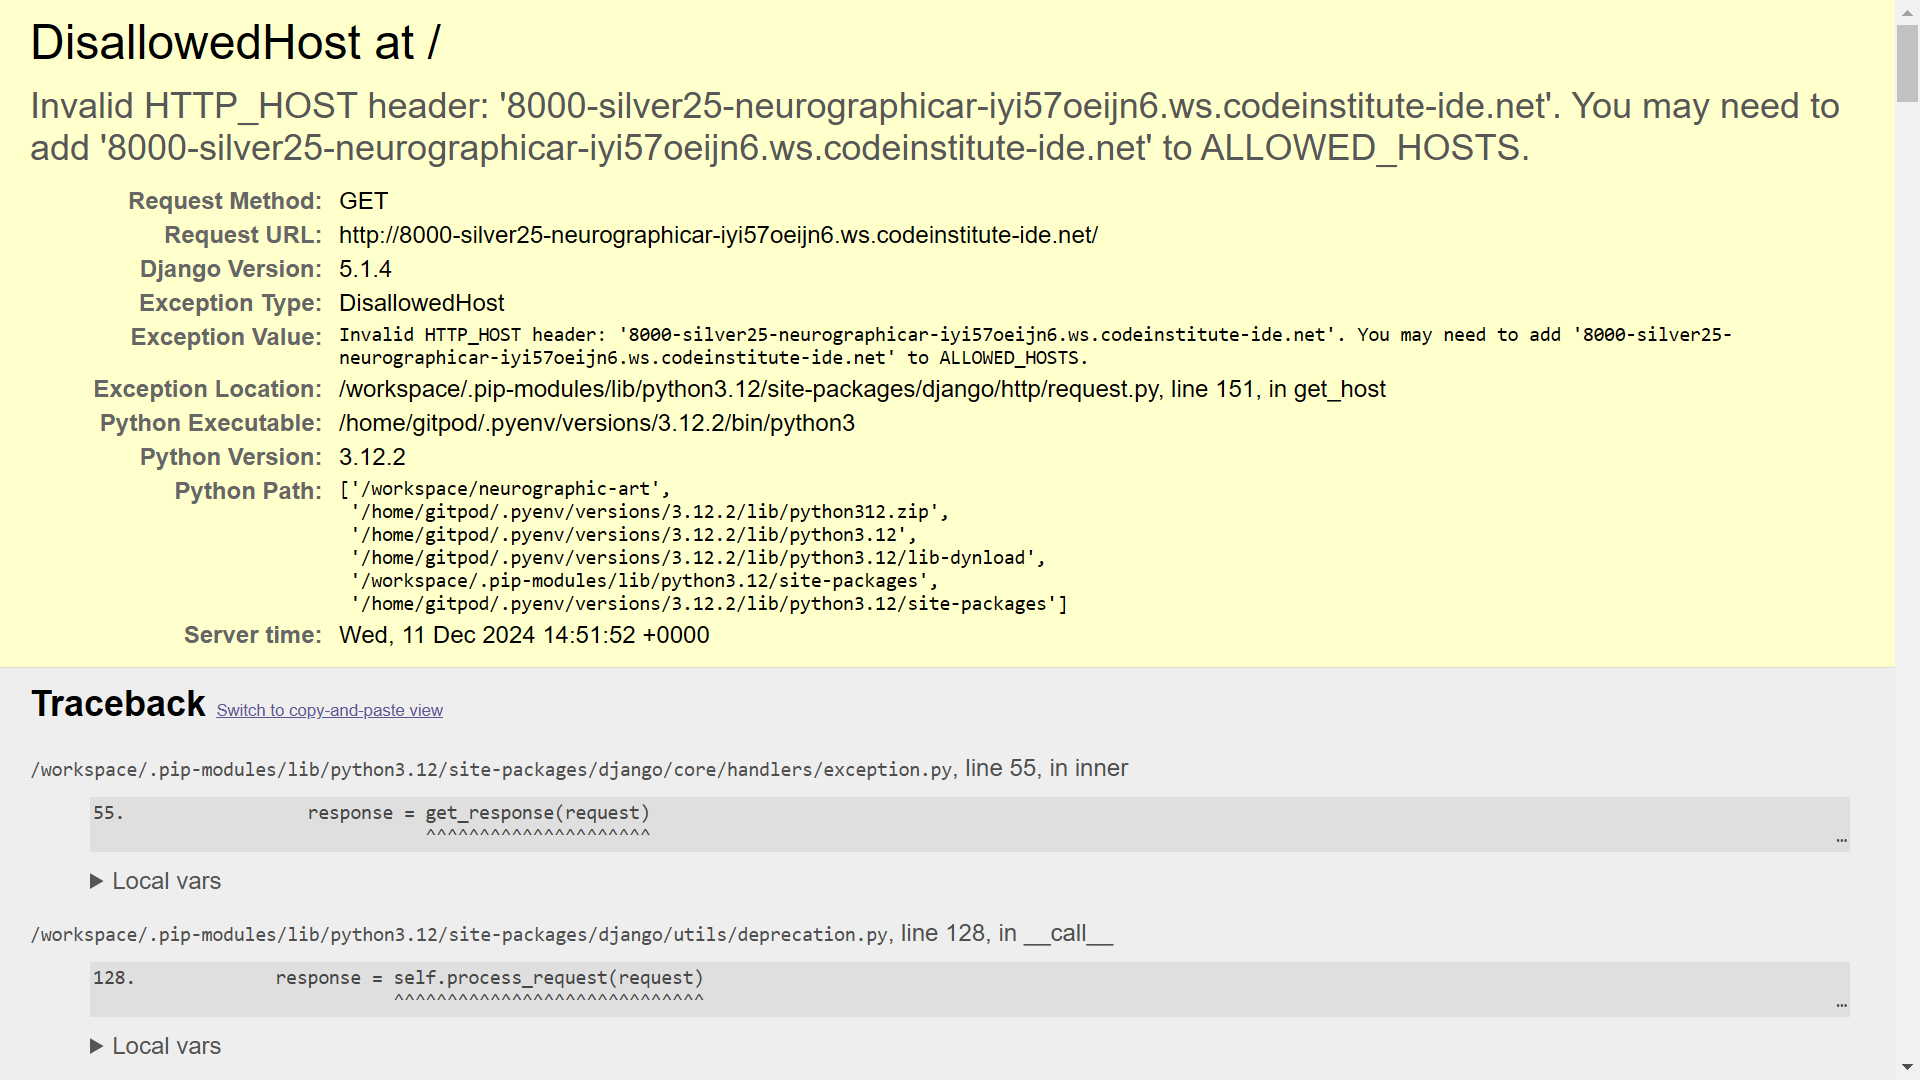 DisallowedHost at /
Invalid HTTP_HOST header: '8000-silver25-neurographicar-iyi57oeijn6.ws.codeinstitute-ide.net'. You may need to
add '8000-silver25-neurographicar-iyi57oeijn6.ws.codeinstitute-ide.net' to ALLOWED_HOSTS.
Request Method: GET
Request URL: http://8000-silver25-neurographicar-iyi57oeijn6.ws.codeinstitute-ide.net/
Django Version: 5.1.4
Exception Type: DisallowedHost
Exception Value: Invalid HTTP_HOST header: '8000-silver25-neurographicar-iyi57oeijn6.ws.codeinstitute-ide.net'. You may need to add '8000-silver25-
neurographicar-iyi57oeijn6.ws.codeinstitute-ide.net' to ALLOWED_HOSTS.
Exception Location: /workspace/.pip-modules/lib/python3.12/site-packages/django/http/request.py, line 151, in get_host
Python Executable: /home/gitpod/.pyenv/versions/3.12.2/bin/python3
Python Version: 3.12.2
Python Path: ['/workspace/neurographic-art',
'/home/gitpod/.pyenv/versions/3.12.2/lib/python312.zip',
'/home/gitpod/.pyenv/versions/3.12.2/lib/python3.12',
'/home/gitpod/.pyenv/versions/3.12.2/lib/python3.12/lib-dynload',
'/workspace/.pip-modules/lib/python3.12/site-packages',
'/home/gitpod/.pyenv/versions/3.12.2/lib/python3.12/site-packages']
Server time: Wed, 11 Dec 2024 14:51:52 +0000
Traceback Switch to copy-and-paste view
/workspace/.pip-modules/lib/python3.12/site-packages/django/core/handlers/exception.py, line 55, in inner
55. response = get_response(request)
^^^^^^^^^^^^^^^^^^^^^
…
Local vars
/workspace/.pip-modules/lib/python3.12/site-packages/django/utils/deprecation.py, line 128, in __call__
128. response = self.process_request(request)
^^^^^^^^^^^^^^^^^^^^^^^^^^^^^
…
Local vars